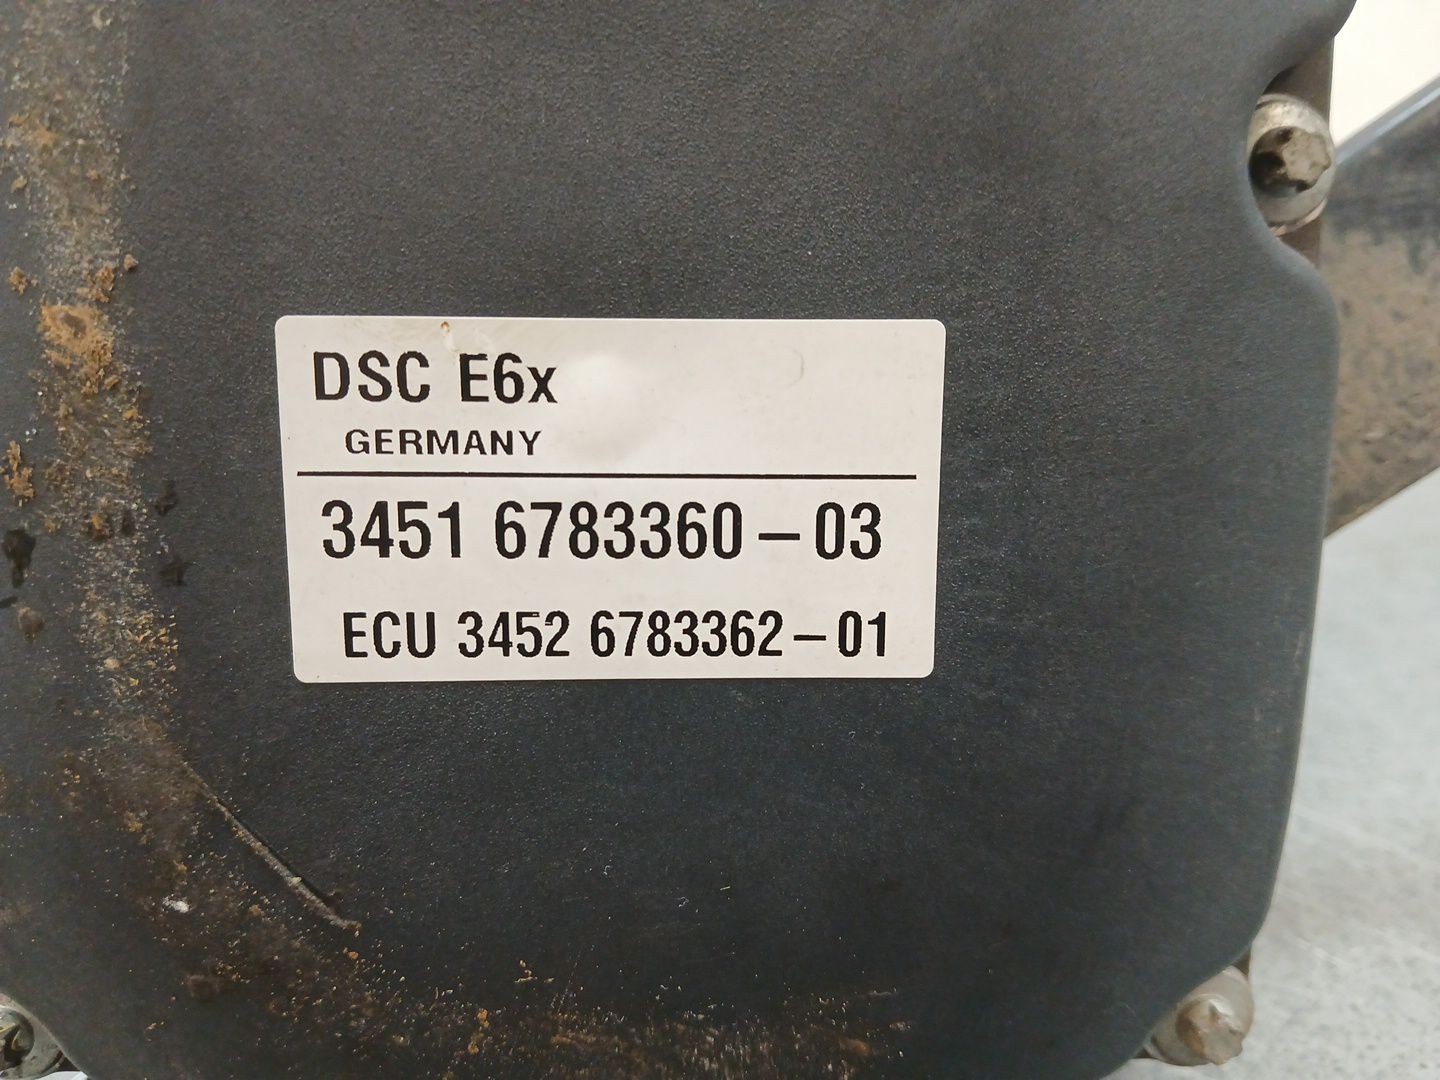 DSC E6x
GERMANY
3451 6783360-03
ECU 3452 6783362-01